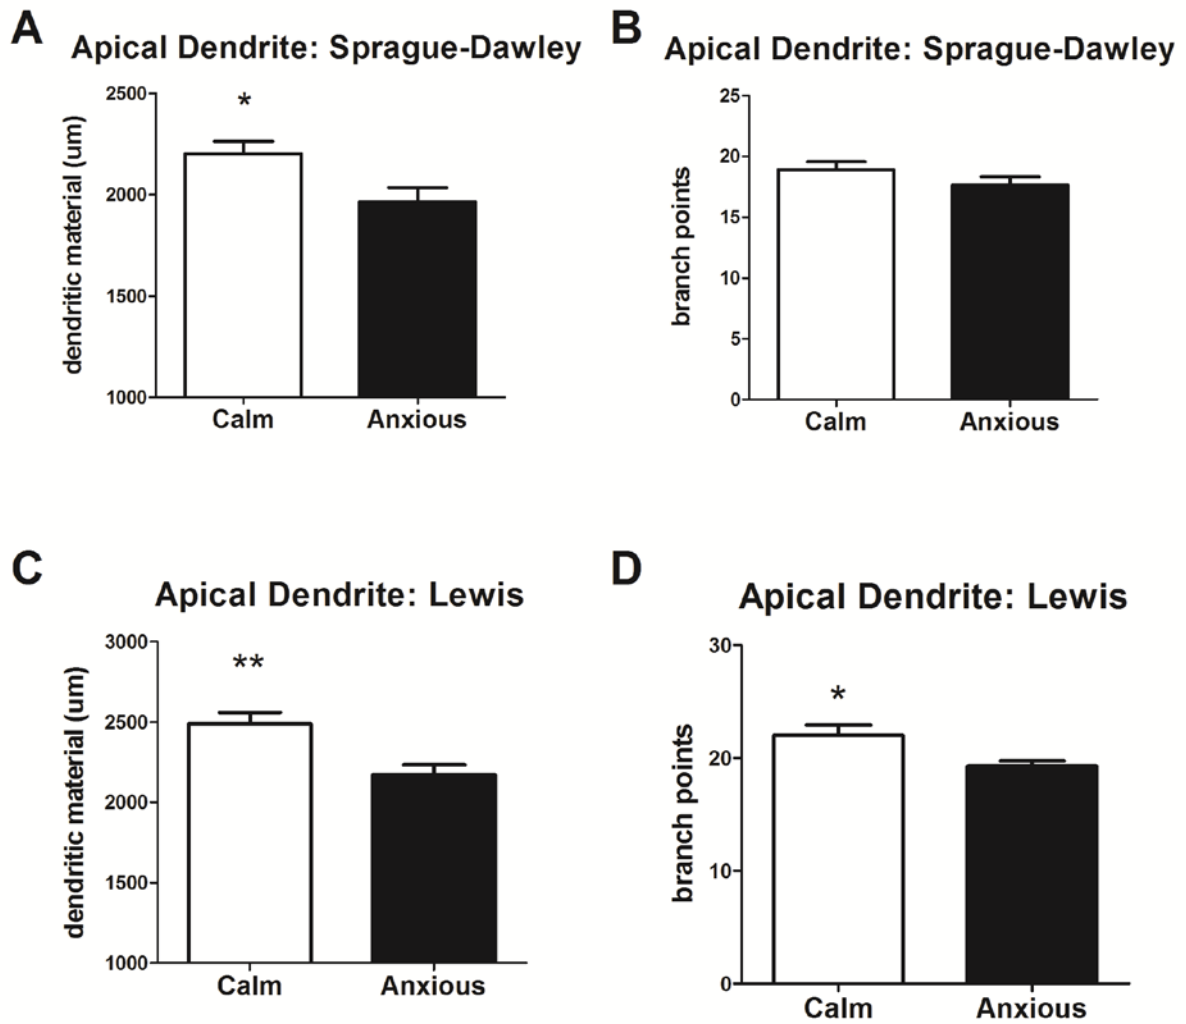 A
Apical Dendrite: Sprague-Dawley
dendritic material (um)
2500
2000
1500
1000
*
Calm
Anxious
B
Apical Dendrite: Sprague-Dawley
branch points
25
20
15
10
5
0
Calm
Anxious
C
Apical Dendrite: Lewis
dendritic material (um)
3000
2500
2000
1500
1000
**
Calm
Anxious
D
Apical Dendrite: Lewis
branch points
30
20
10
0
*
Calm
Anxious